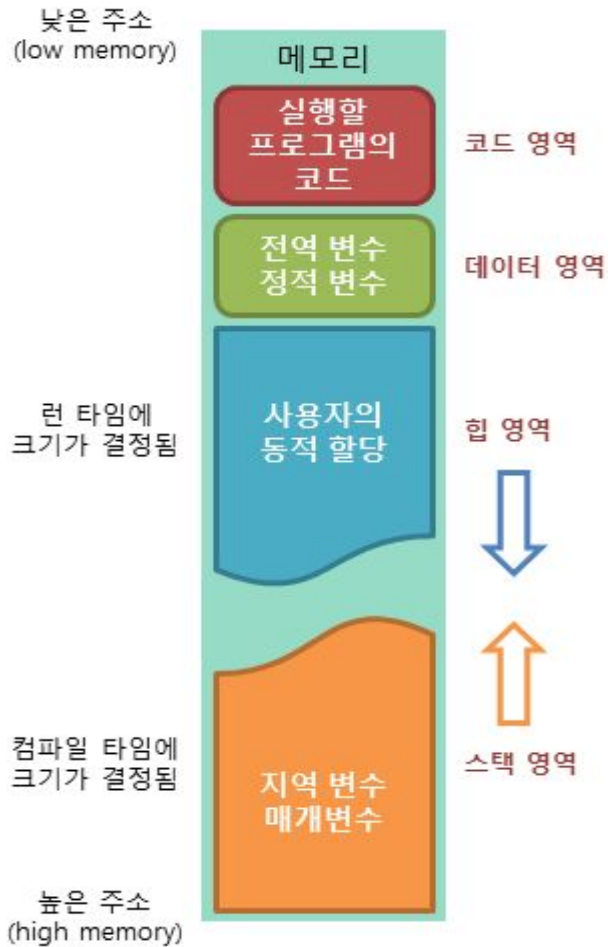 낮은 주소
(low memory)
메모리
실행할
프로그램의
코드
코드 영역
전역 변수
정적 변수
데이터 영역
런 타임에
크기가 결정됨
사용자의
동적 할당
힙 영역
컴파일 타임에
크기가 결정됨
지역 변수
매개변수
스택 영역
높은 주소
(high memory)